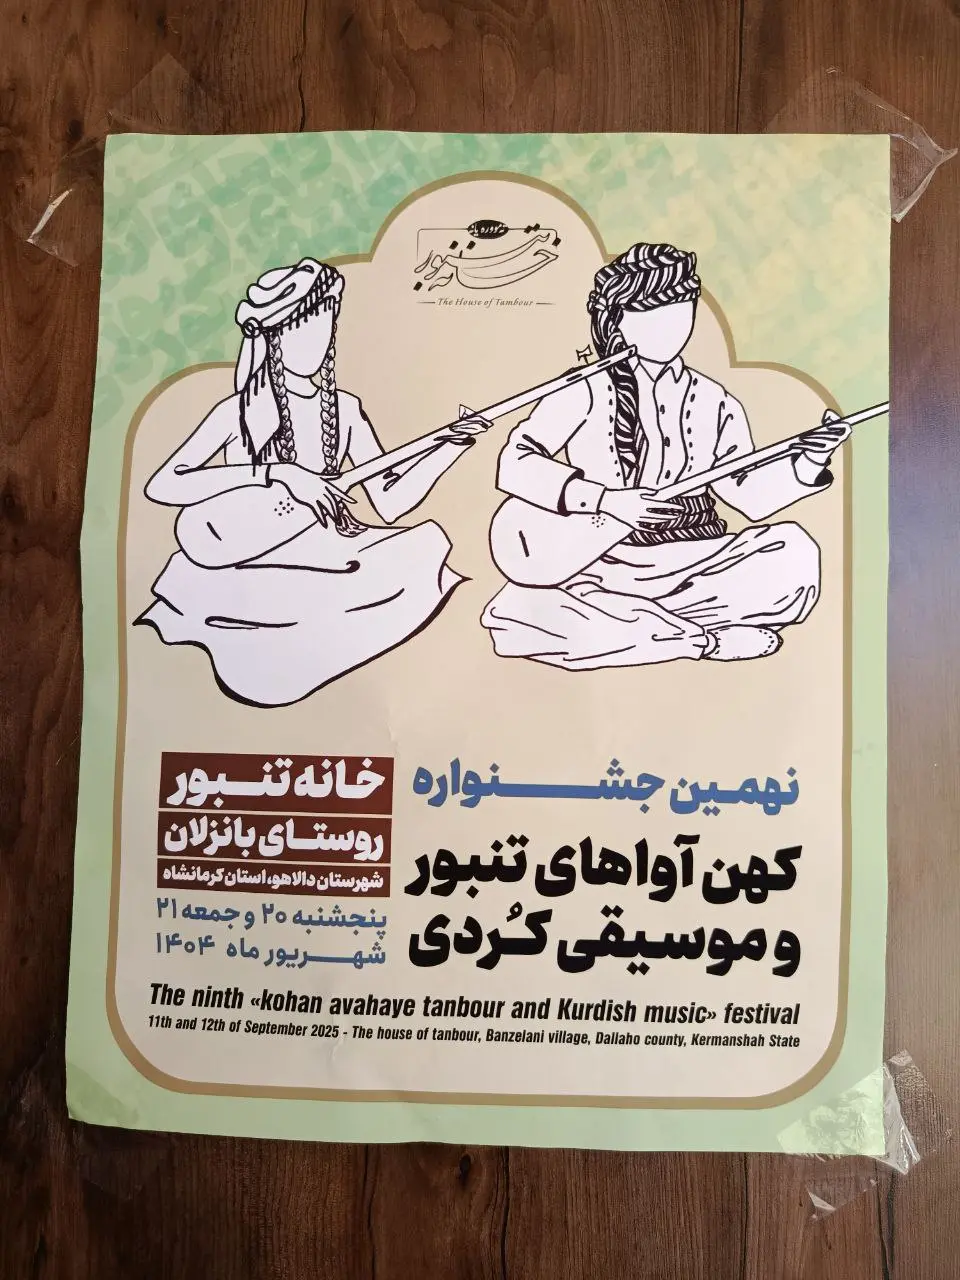 خانه تنبور
The House of Tambour
نهمین جشنواره
کهن آواهای تنبور
و موسیقی کُردی
خانه تنبور
روستای بانزلان
شهرستان دالاهو، استان کرمانشاه
پنجشنبه ۲۰ و جمعه ۲۱
شهریور ماه ۱۴۰۴
The ninth «kohan avahaye tanbour and Kurdish music» festival
11th and 12th of September 2025 - The house of tanbour, Banzelani village, Dallaho county, Kermanshah State